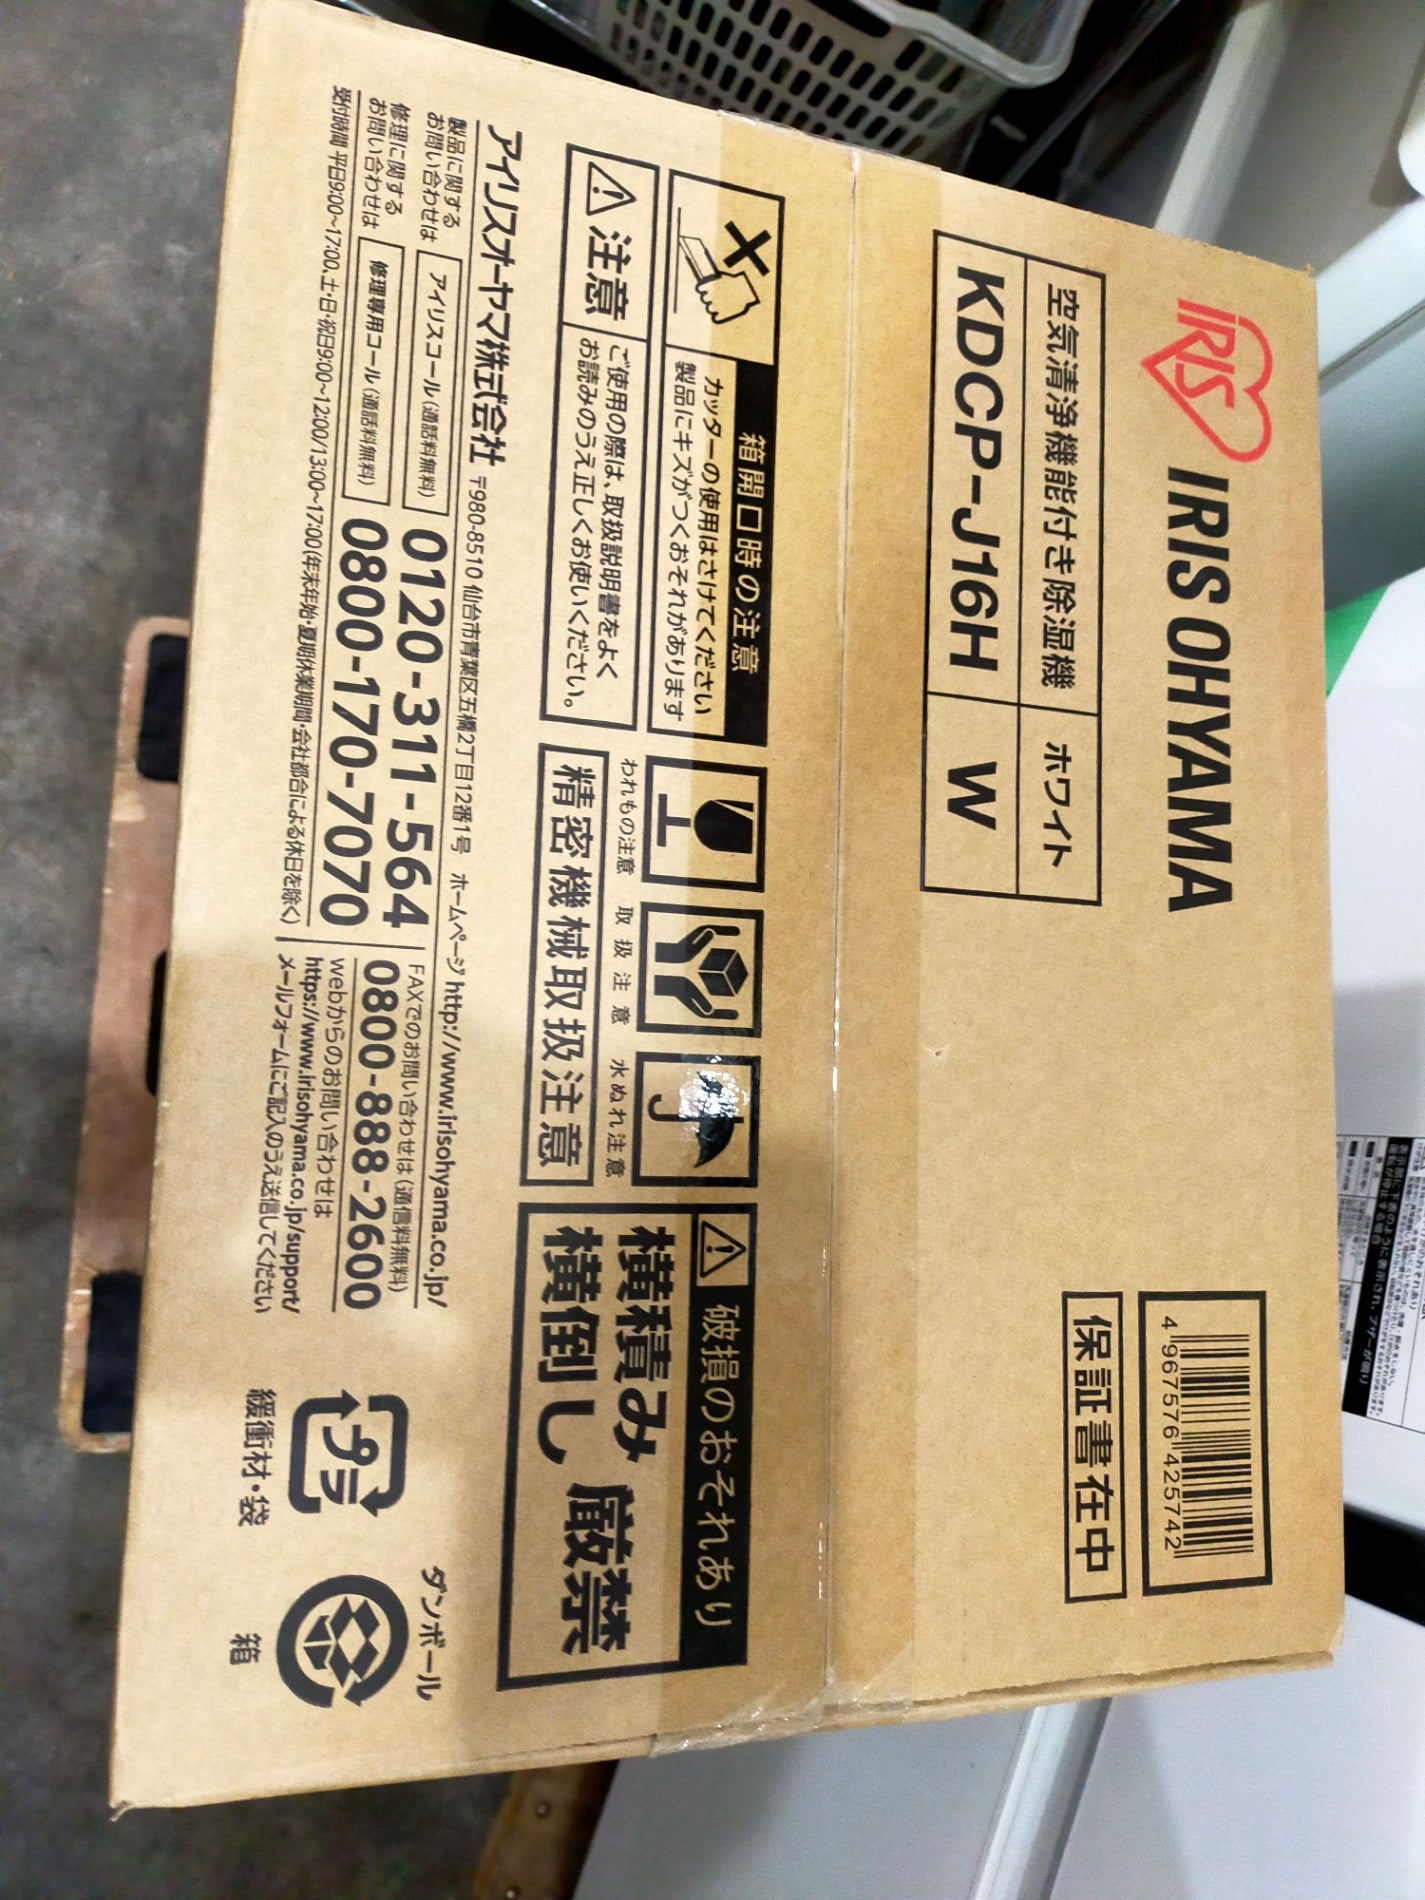 IRIS
IRIS OHYAMA
空気清浄機能付き除湿機 ホワイト
KDCP-J16H W
4 967576 425742
保証書在中
箱開口時の注意
カッターの使用はさけてください
製品にキズがつくおそれがあります
注意
ご使用の際は、取扱説明書をよく
お読みのうえ正しくお使いください。
われもの注意
取扱注意
水ぬれ注意
精密機械取扱注意
破損のおそれあり
横積み
横倒し
厳禁
アイリスオーヤマ株式会社 〒980-8510 仙台市青葉区五橋2丁目12番1号 ホームページ http://www.irisohyama.co.jp/
製品に関する
お問い合わせは
アイリスコール(通話料無料)
0120-311-564
修理に関する
お問い合わせは
修理専用コール(通話料無料)
0800-170-7070
受付時間 平日9:00~17:00、土・日・祝日9:00~12:00/13:00~17:00(年末年始・夏期休業期間・会社都合による休日を除く)
FAXでのお問い合わせは(通信料無料)
0800-888-2600
webからのお問い合わせは
https://www.irisohyama.co.jp/support/
メールフォームにご記入のうえ送信してください
プラ
緩衝材・袋
ダンボール
箱